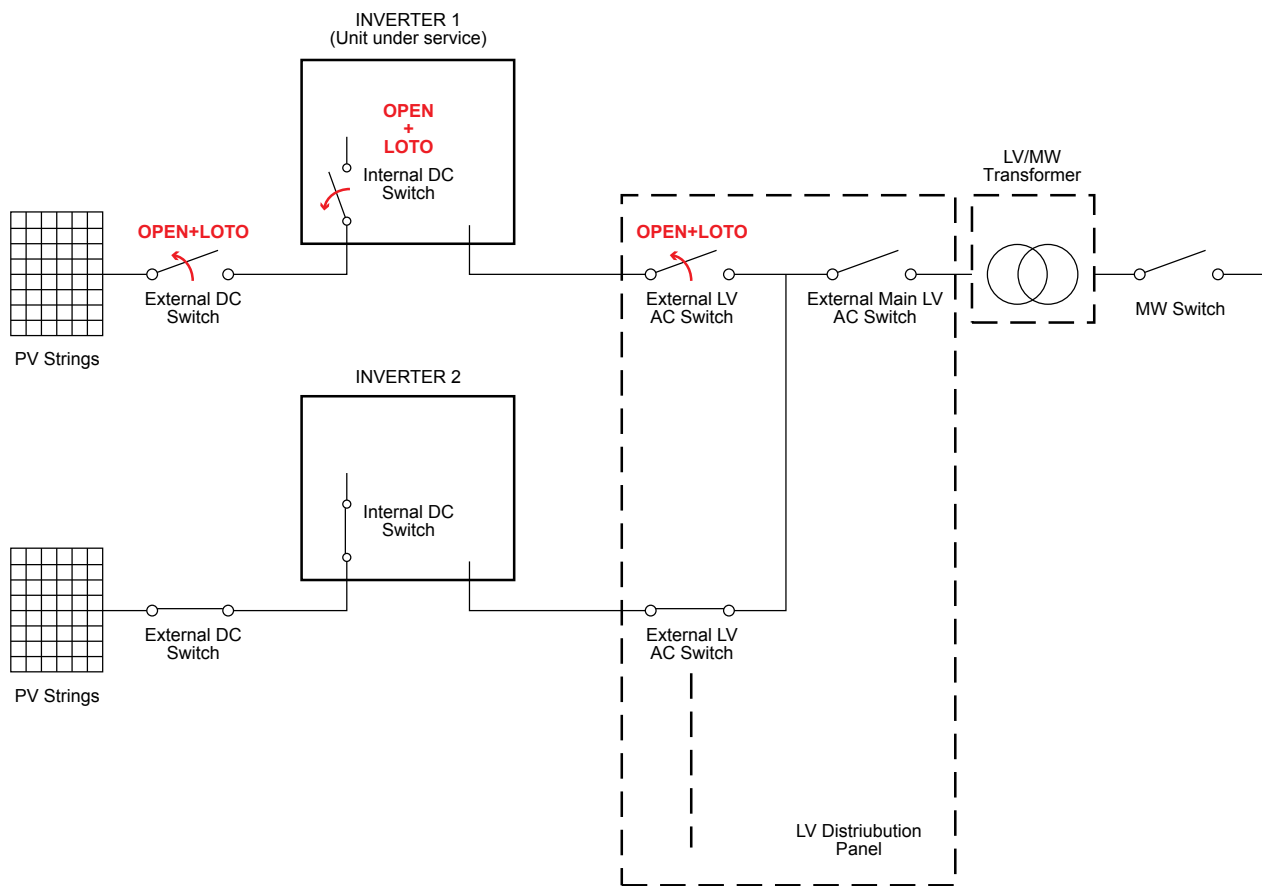 INVERTER 1
(Unit under service)
OPEN
+
LOTO
Internal DC
Switch
LV/MW
Transformer
OPEN+LOTO
External DC
Switch
PV Strings
OPEN+LOTO
External LV
AC Switch
External Main LV
AC Switch
MW Switch
INVERTER 2
Internal DC
Switch
External DC
Switch
PV Strings
External LV
AC Switch
LV Distriubution
Panel